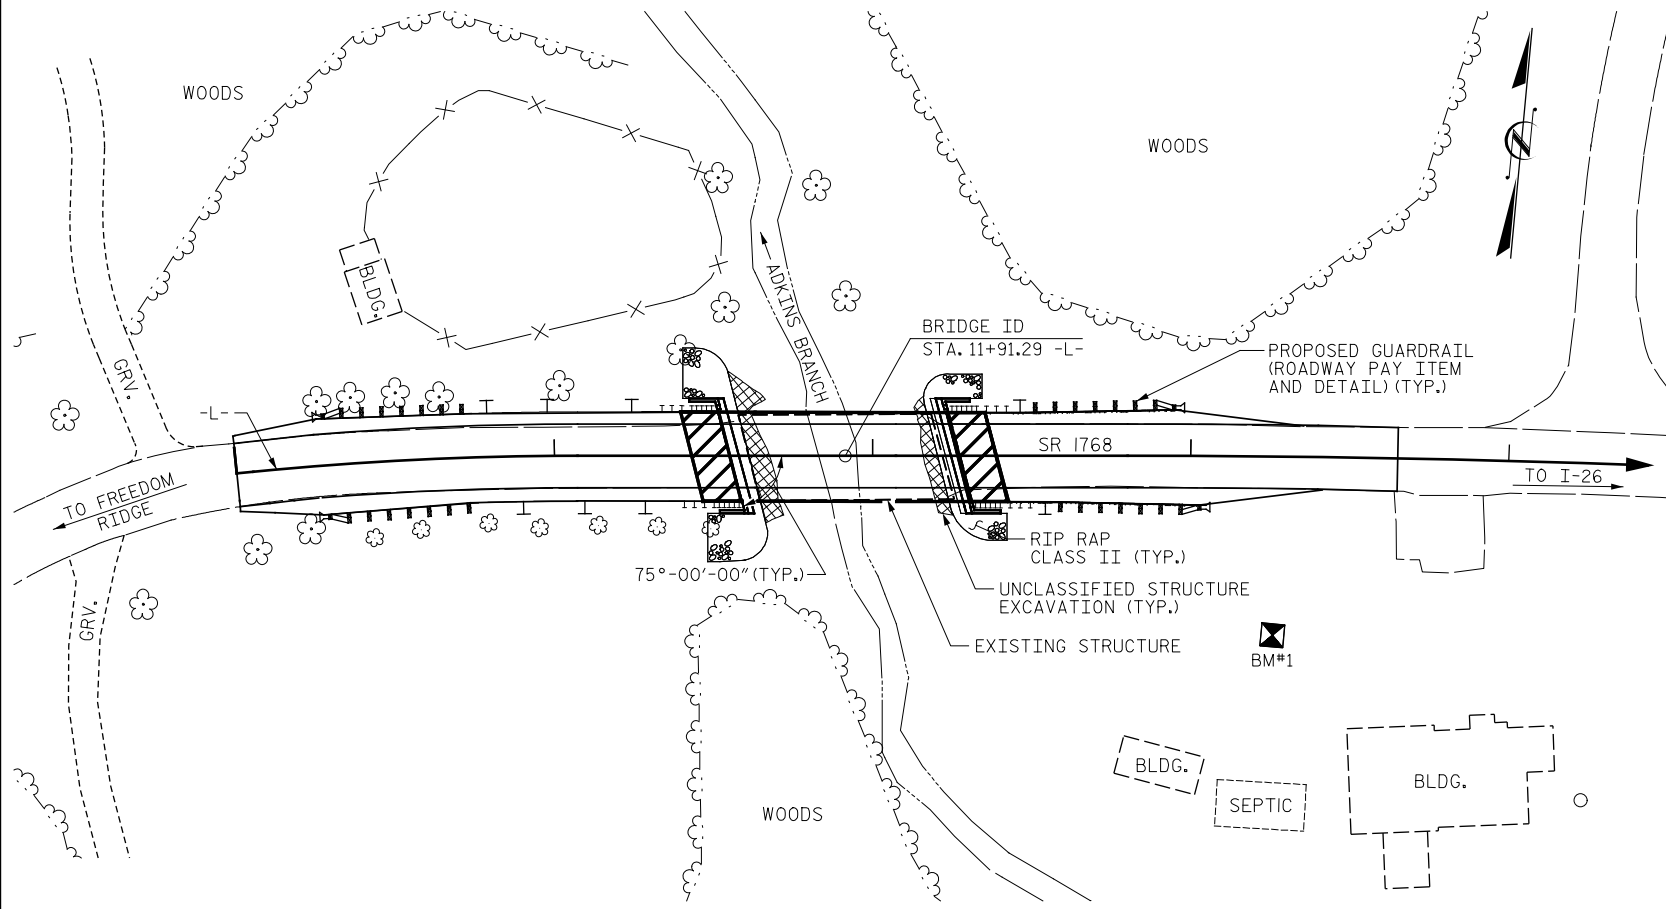 WOODS
WOODS
BLDG.
ADKINS BRANCH
BRIDGE ID
STA. 11+91.29 -L-
PROPOSED GUARDRAIL
(ROADWAY PAY ITEM
AND DETAIL) (TYP.)
GRV.
-L-
SR 1768
TO I-26
TO FREEDOM
RIDGE
N
RIP RAP
CLASS II (TYP.)
75°-00'-00" (TYP.)
UNCLASSIFIED STRUCTURE
EXCAVATION (TYP.)
GRV.
EXISTING STRUCTURE
BM#1
BLDG.
SEPTIC
BLDG.
WOODS